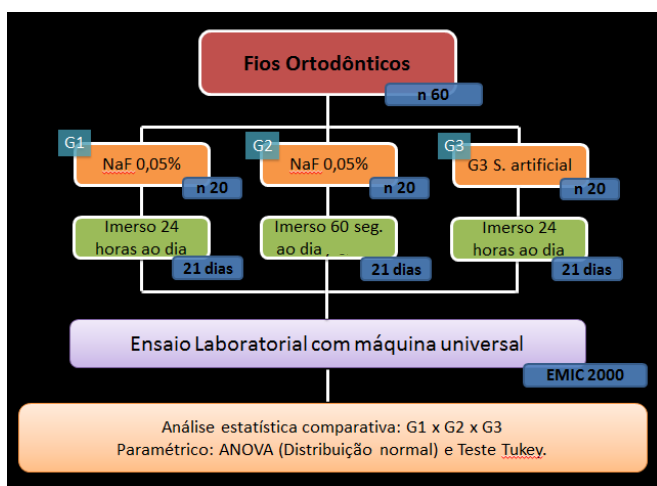 Fios Ortodônticos
n 60
G1
NaF 0,05%
n 20
G2
NaF 0,05%
n 20
G3
G3 S. artificial
n 20
Imerso 24
horas ao dia
21 dias
Imerso 60 seg.
ao dia
21 dias
Imerso 24
horas ao dia
21 dias
Ensaio Laboratorial com máquina universal
EMIC 2000
Análise estatística comparativa: G1 x G2 x G3
Paramétrico: ANOVA (Distribuição normal) e Teste Tukey.